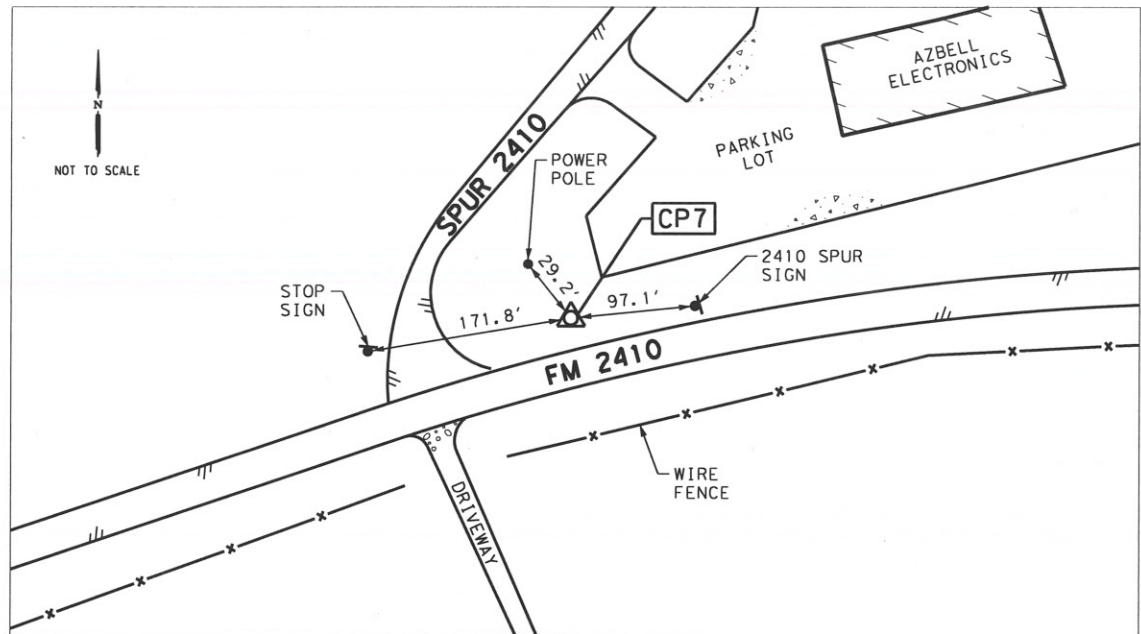 N
NOT TO SCALE
AZBELL
ELECTRONICS
SPUR 2410
PARKING
LOT
POWER
POLE
CP7
29.2'
2410 SPUR
SIGN
STOP
SIGN
171.8'
97.1'
FM 2410
WIRE
FENCE
DRIVEWAY